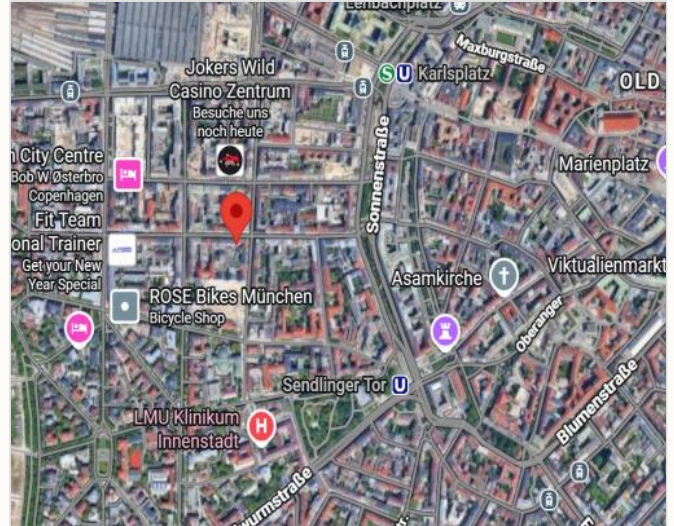 Lenbachplatz
Maxburgstraße
Jokers Wild
Casino Zentrum
Besuche uns
noch heute
S U Karlsplatz
OLD
City Centre
Bob W Østerbro
Copenhagen
Marienplatz
Sonnenstraße
Fit Team
onal Trainer
Get your New
Year Special
Asamkirche
Viktualienmarkt
ROSE Bikes München
Bicycle Shop
Oberanger
Sendlinger Tor U
Blumenstraße
LMU Klinikum
Innenstadt
H
wurmstraße